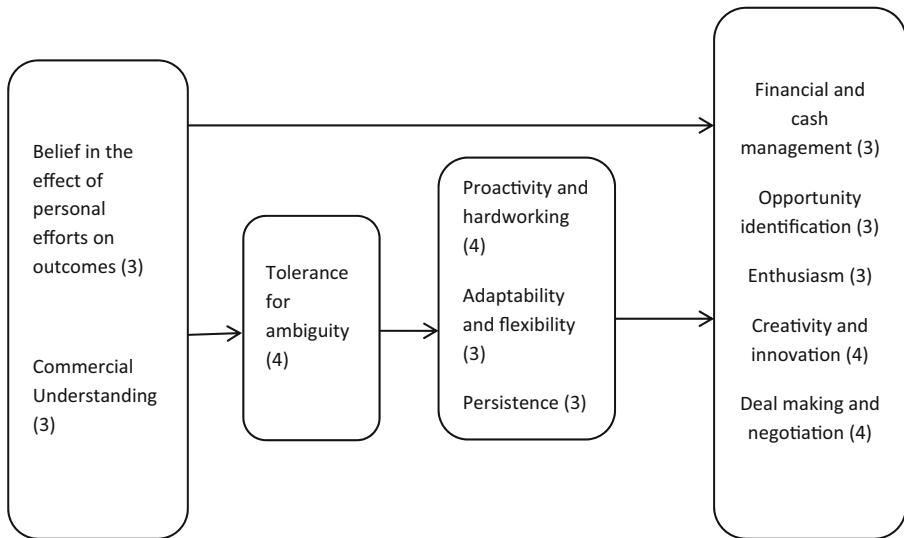 Belief in the
effect of
personal
efforts on
outcomes (3)
Commercial
Understanding
(3)
Tolerance
for
ambiguity
(4)
Proactivity and
hardworking
(4)
Adaptability
and flexibility
(3)
Persistence (3)
Financial and
cash
management (3)
Opportunity
identification (3)
Enthusiasm (3)
Creativity and
innovation (4)
Deal making and
negotiation (4)